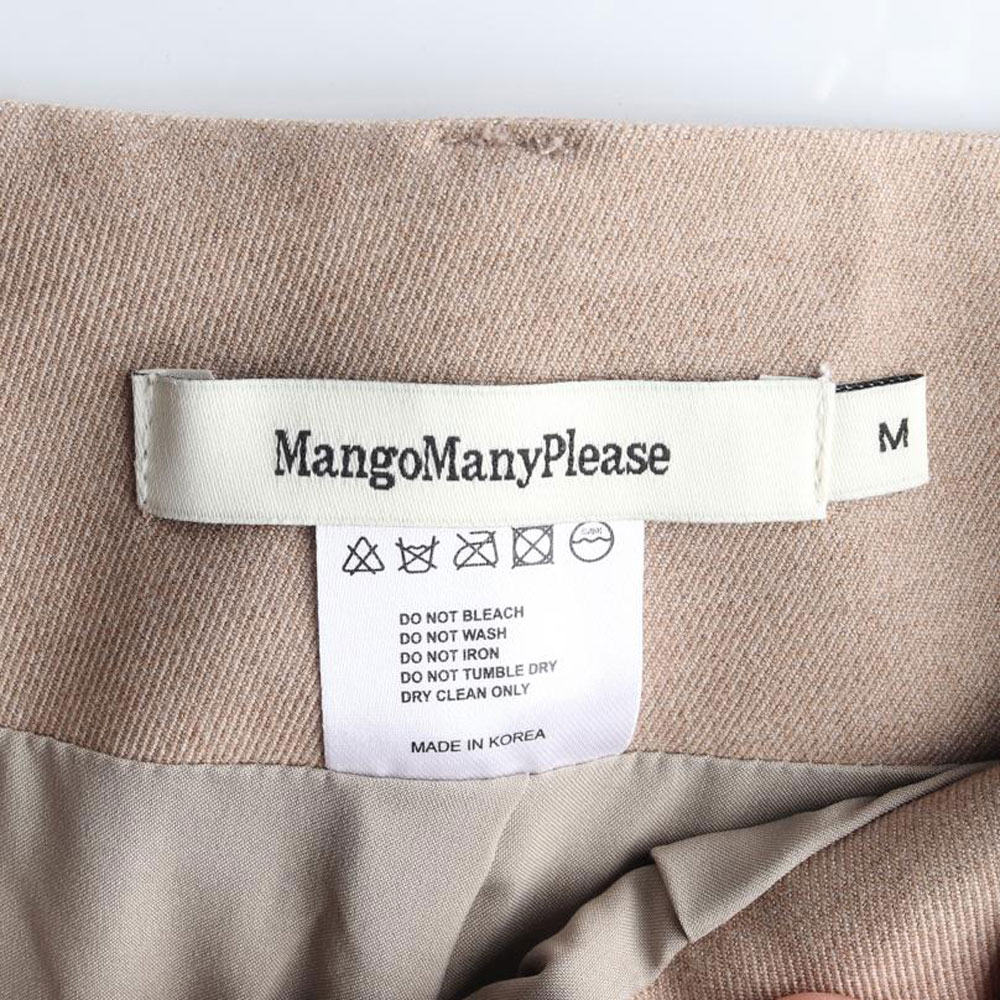 MangoManyPlease
M
DO NOT BLEACH
DO NOT WASH
DO NOT IRON
DO NOT TUMBLE DRY
DRY CLEAN ONLY
MADE IN KOREA